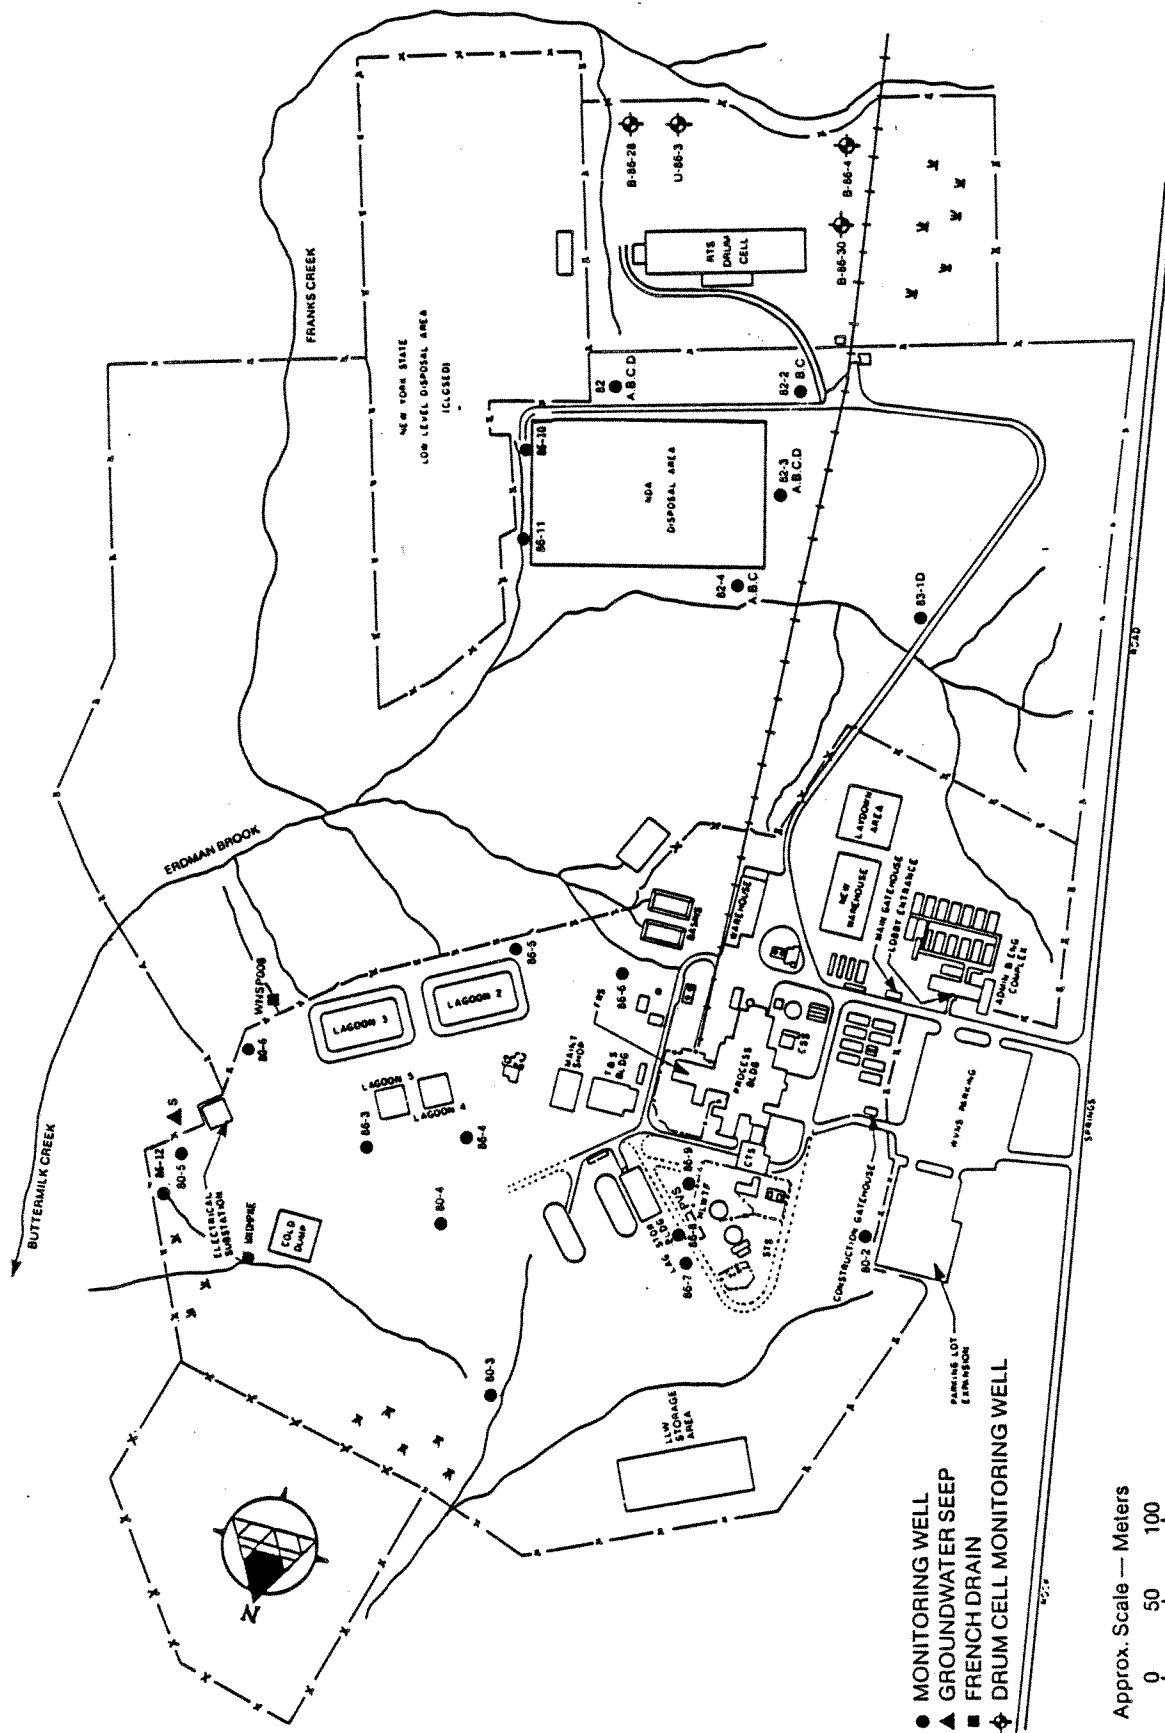 BUTTERMILK CREEK
ERDMAN BROOK
FRANKS CREEK
NEW YORK STATE
LOW LEVEL DISPOSAL AREA
(CLOSED)
B-86-28
U-86-3
B-86-4
B-86-30
RTS
DRUM
CELL
82
A.B.C.D
82-2
B.C
82-3
A.B.C.D
82-4
A.B.C
86-10
86-11
NDA
DISPOSAL AREA
83-1D
WNSP008
86-5
80-6
LAGOON 3
LAGOON 2
LAGOON 5
LAGOON 4
86-3
86-4
80-4
S
86-12
80-5
ELECTRICAL
SUBSTATION
COLD
DUMP
80-3
86-6
FRS
MAINT
SHOP
T & S
BLDG
BASINS
WAREHOUSE
PROCESS
BLDG
CSS
CTS
86-9
PVS
86-8
86-7
LAG STOR
BLDG
STS
NEW
WAREHOUSE
LAYDOWN
AREA
MAIN GATEHOUSE
LOBBY ENTRANCE
ADMIN & ENG
COMPLEX
WVNS PARKING
CONSTRUCTION GATEHOUSE
80-2
PARKING LOT
EXPANSION
LLW
STORAGE
AREA
ROCK
SPRINGS
ROAD
N
MONITORING WELL
GROUNDWATER SEEP
FRENCH DRAIN
DRUM CELL MONITORING WELL
Approx. Scale — Meters
0 50 100